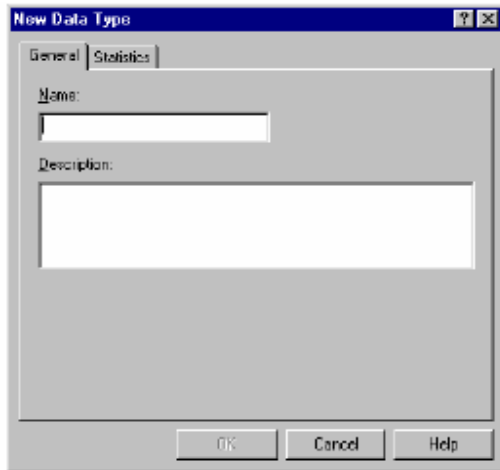 New Data Type
General Statistics
Name:
Description:
OK Cancel Help